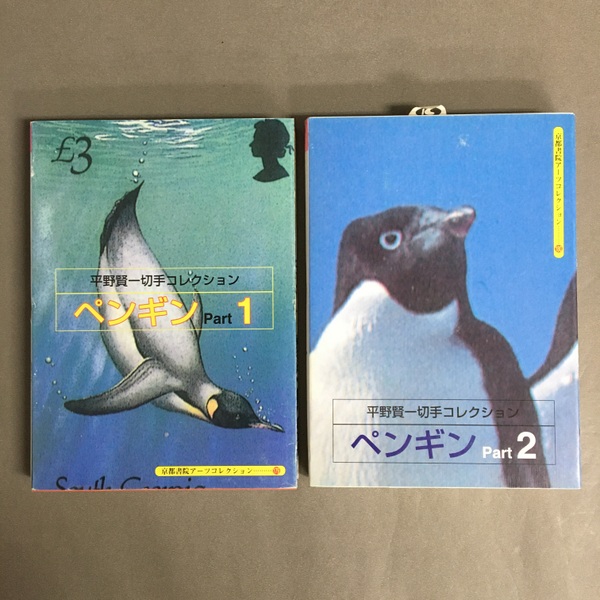 £3
平野賢一切手コレクション
ペンギン Part 1
京都書院アーツコレクション
South Georgia
京都書院アーツコレクション
平野賢一切手コレクション
ペンギン Part 2